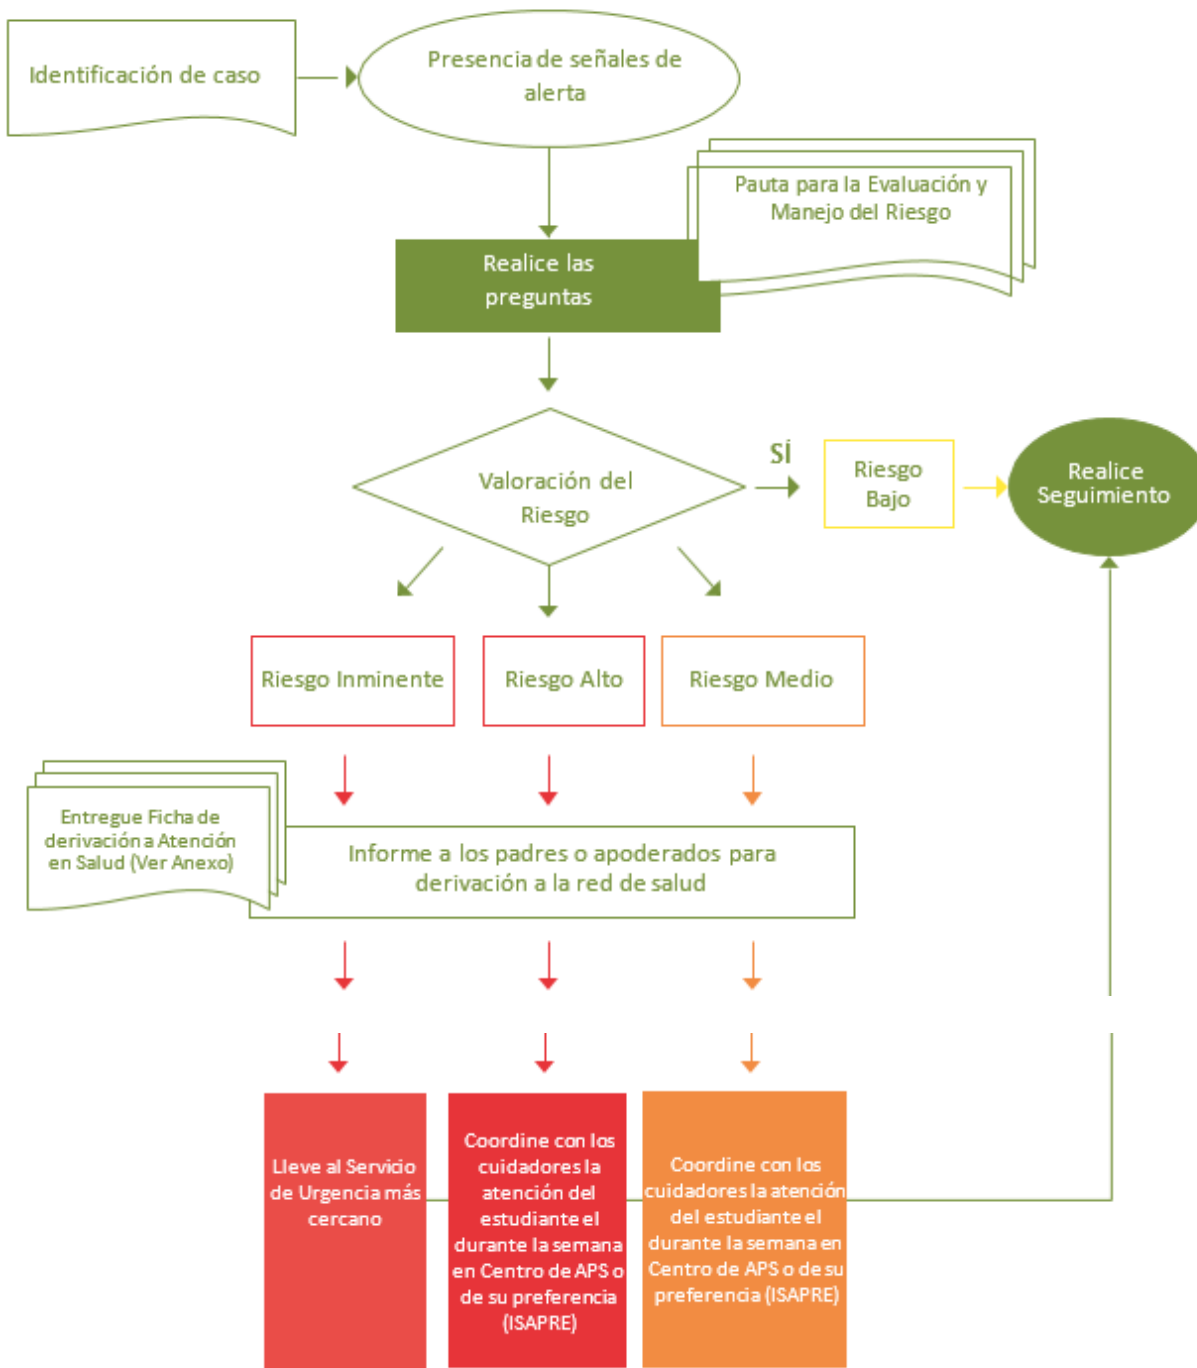 Identificación de caso
Presencia de señales de
alerta
Pauta para la Evaluación y
Manejo del Riesgo
Realice las
preguntas
Valoración del
Riesgo
SÍ
Riesgo
Bajo
Realice
Seguimiento
Riesgo Inminente
Riesgo Alto
Riesgo Medio
Entregue Ficha de
derivación a Atención
en Salud (Ver Anexo)
Informe a los padres o apoderados para
derivación a la red de salud
Lleve al Servicio
de Urgencia más
cercano
Coordine con los
cuidadores la
atención del
estudiante el
durante la semana
en Centro de APS o
de su preferencia
(ISAPRE)
Coordine con los
cuidadores la atención
del estudiante el
durante la semana en
Centro de APS o de su
preferencia (ISAPRE)